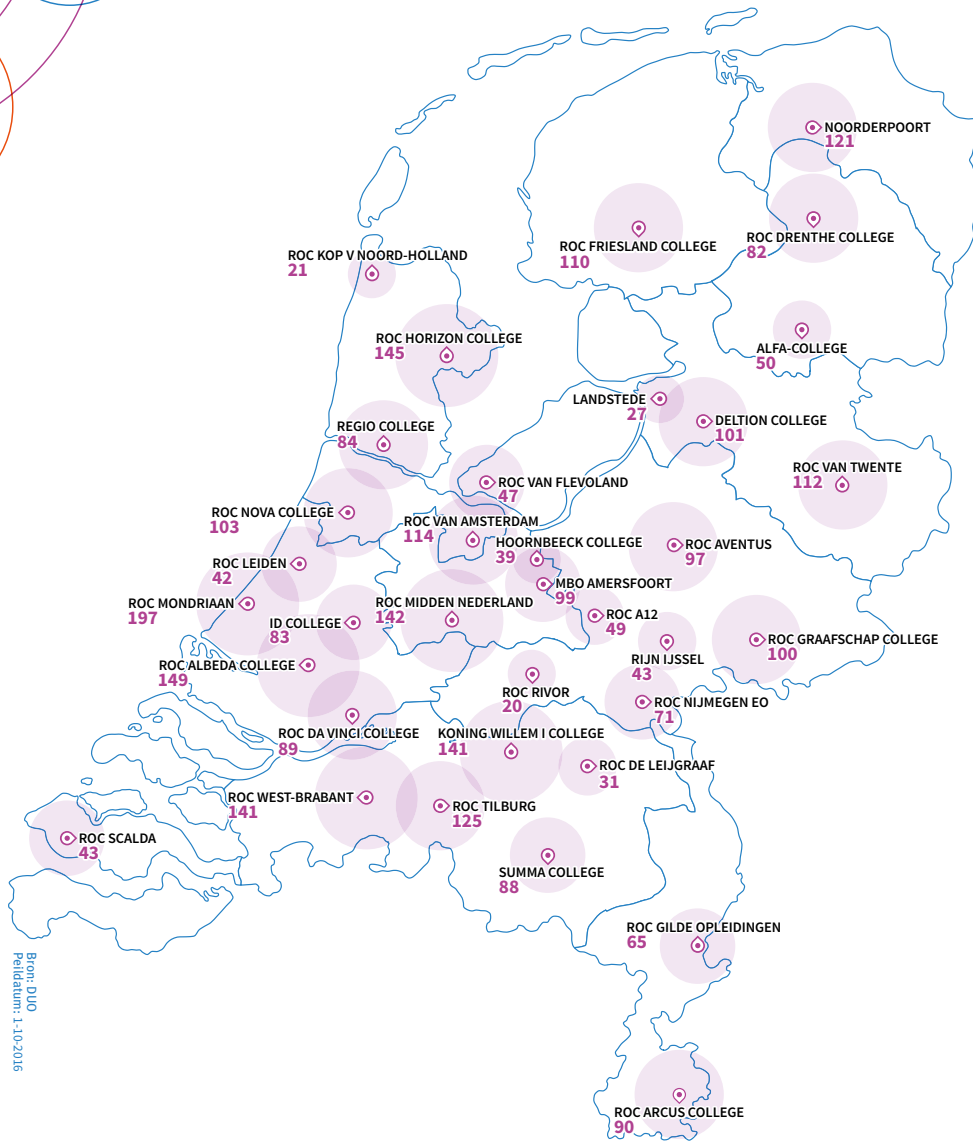 NOORDERPOORT
121
ROC DRENTHE COLLEGE
82
ROC FRIESLAND COLLEGE
110
ROC KOP V NOORD-HOLLAND
21
ROC HORIZON COLLEGE
145
ALFA-COLLEGE
50
LANDSTEDE
27
DELTION COLLEGE
101
REGIO COLLEGE
84
ROC VAN TWENTE
112
ROC VAN FLEVOLAND
47
ROC NOVA COLLEGE
103
ROC VAN AMSTERDAM
114
HOORNBEECK COLLEGE
39
ROC AVENTUS
97
ROC LEIDEN
42
MBO AMERSFOORT
99
ROC MONDRIAAN
197
ROC MIDDEN NEDERLAND
142
ID COLLEGE
83
ROC A12
49
ROC GRAAFSCHAP COLLEGE
100
RIJN IJSSEL
43
ROC ALBEDA COLLEGE
149
ROC RIVOR
20
ROC NIJMEGEN EO
71
ROC DA VINCI COLLEGE
89
KONING WILLEM I COLLEGE
141
ROC DE LEIJGRAAF
31
ROC WEST-BRABANT
141
ROC TILBURG
125
ROC SCALDA
43
SUMMA COLLEGE
88
ROC GILDE OPLEIDINGEN
65
Bron: DUO
Peildatum: 1-10-2016
ROC ARCUS COLLEGE
90